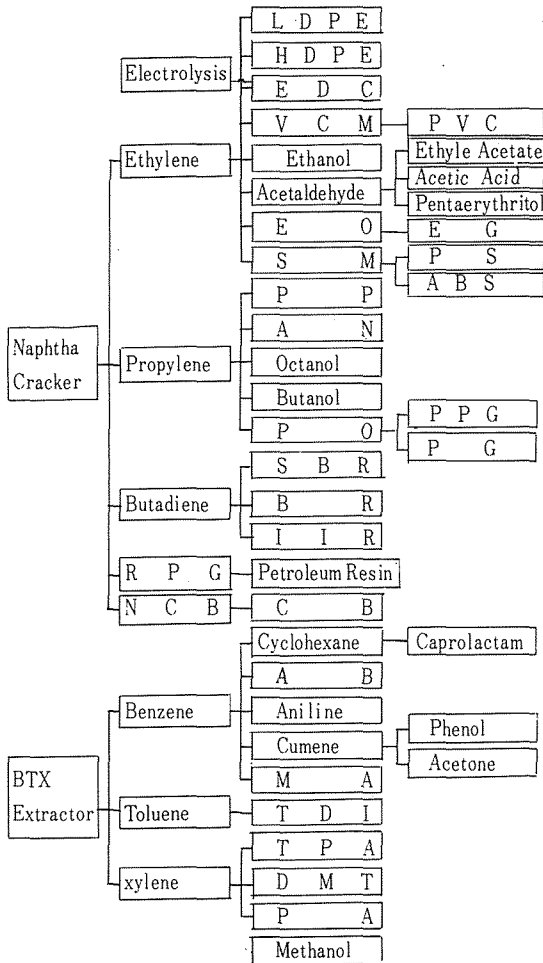 L D P E
H D P E
Electrolysis
E D C
V C M
P V C
Ethylene
Ethanol
Ethyle Acetate
Acetaldehyde
Acetic Acid
Pentaerythritol
E O
E G
S M
P S
A B S
P P
A N
Naphtha
Cracker
Propylene
Octanol
Butanol
P O
P P G
P G
S B R
Butadiene
B R
I I R
R P G
Petroleum Resin
N C B
C B
Cyclohexane
Caprolactam
A B
Benzene
Aniline
Cumene
Phenol
Acetone
M A
BTX
Extractor
Toluene
T D I
T P A
xylene
D M T
P A
Methanol